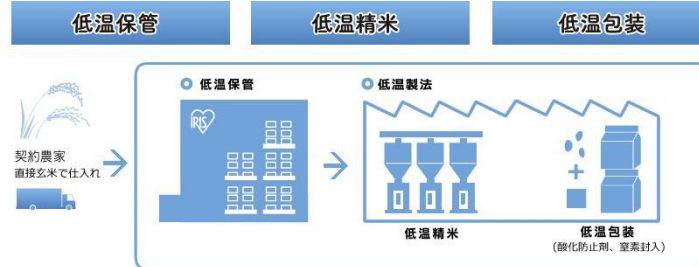 低温保管
低温精米
低温包装
低温保管
低温製法
IRIS
契約農家
直接玄米で仕入れ
低温精米
低温包装
(酸化防止剤、窒素封入)